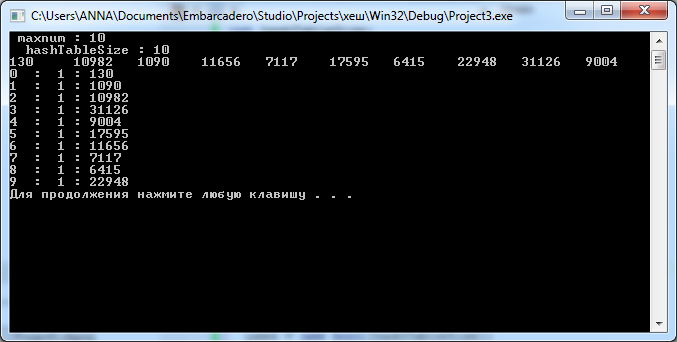 C:\Users\ANNA\Documents\Embarcadero\Studio\Projects\хеш\Win32\Debug\Project3.exe
maxnum : 10
hashTableSize : 10
130 10982 1090 11656 7117 17595 6415 22948 31126 9004
0 : 1 : 130
1 : 1 : 1090
2 : 1 : 10982
3 : 1 : 31126
4 : 1 : 9004
5 : 1 : 17595
6 : 1 : 11656
7 : 1 : 7117
8 : 1 : 6415
9 : 1 : 22948
Для продолжения нажмите любую клавишу . . .